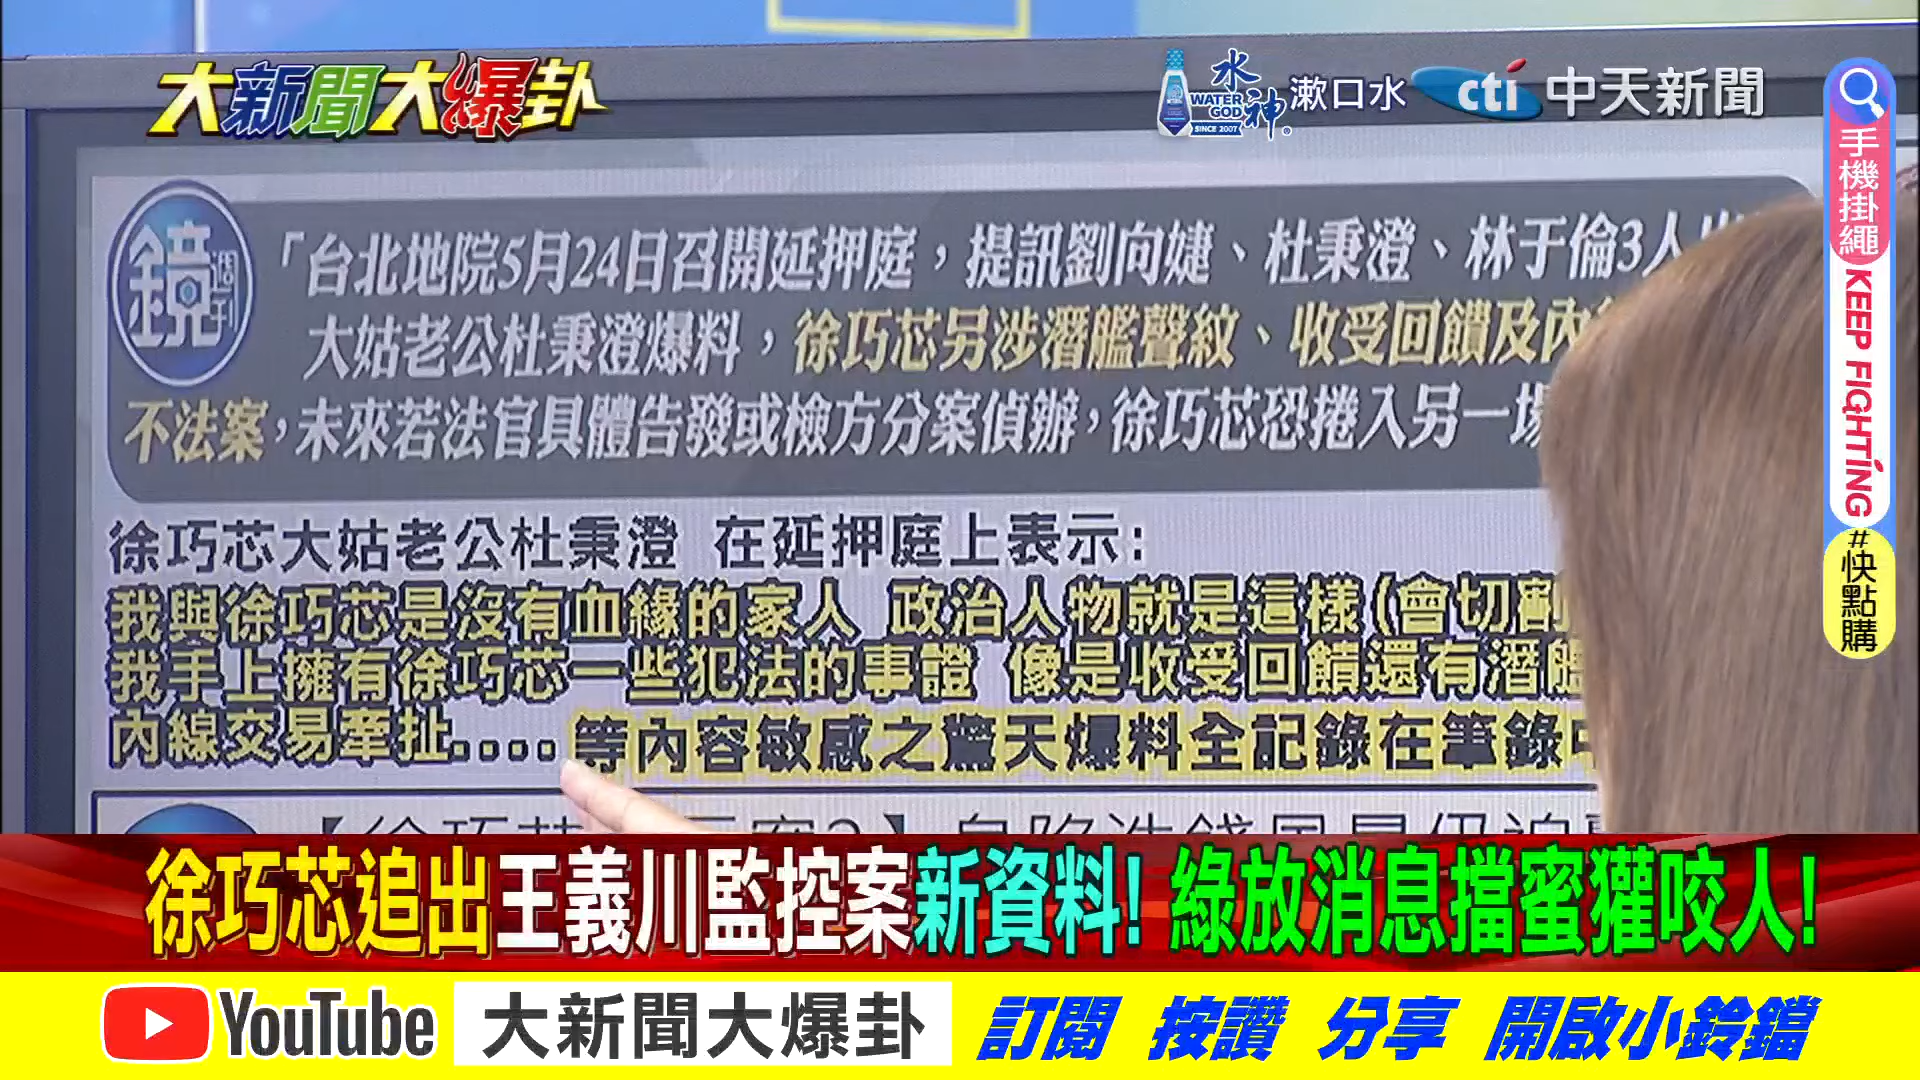 大新聞大爆卦
水神
WATER GOD
SINCE 2007
漱口水
cti 中天新聞
手機掛繩
KEEP FIGHTING
#快點購
鏡週刊
「台北地院5月24日召開延押庭，提訊劉向婕、杜秉澄、林于倫3人
大姑老公杜秉澄爆料，徐巧芯另涉潛艦聲紋、收受回饋及內
不法案，未來若法官具體告發或檢方分案偵辦，徐巧芯恐捲入另一場
徐巧芯大姑老公杜秉澄 在延押庭上表示:
我與徐巧芯是沒有血緣的家人 政治人物就是這樣(會切割
我手上擁有徐巧芯一些犯法的事證 像是收受回饋還有潛艦
內線交易牽扯....等內容敏感之驚天爆料全記錄在筆錄中
徐巧芯追出王義川監控案新資料! 綠放消息擋蜜獾咬人!
YouTube 大新聞大爆卦 訂閱 按讚 分享 開啟小鈴鐺